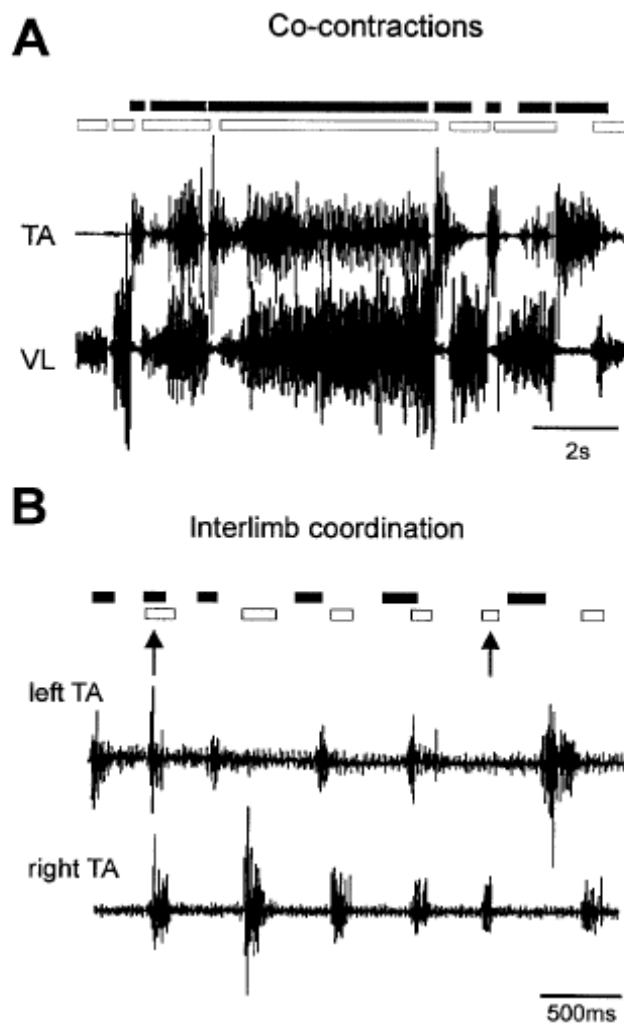 A
Co-contractions
TA
VL
2s
B
Interlimb coordination
left TA
right TA
500ms